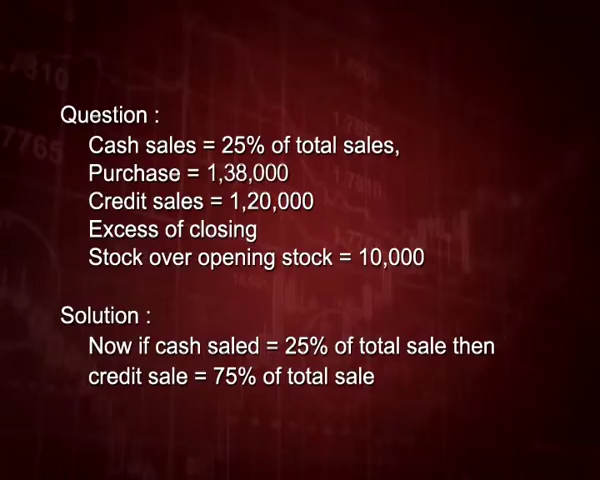 Question :
Cash sales = 25% of total sales,
Purchase = 1,38,000
Credit sales = 1,20,000
Excess of closing
Stock over opening stock = 10,000
Solution :
Now if cash saled = 25% of total sale then
credit sale = 75% of total sale